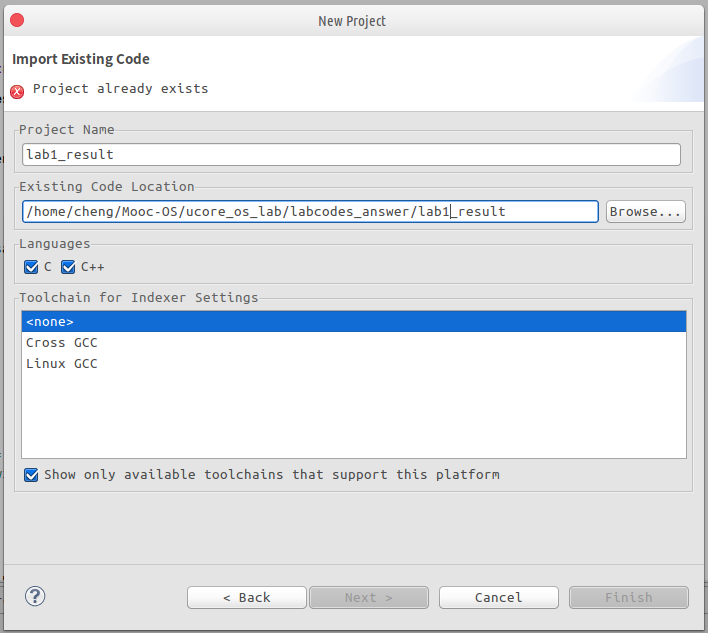 New Project
Import Existing Code
Project already exists
Project Name
lab1_result
Existing Code Location
/home/cheng/Mooc-OS/ucore_os_lab/labcodes_answer/lab1_result
Browse...
Languages
C C++
Toolchain for Indexer Settings
<none>
Cross GCC
Linux GCC
Show only available toolchains that support this platform
? < Back Next > Cancel Finish